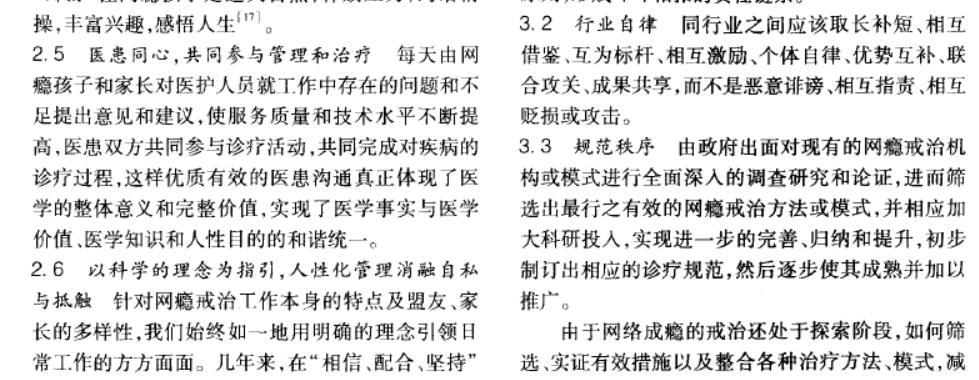 操,丰富兴趣,感悟人生[17]。
2.5 医患同心,共同参与管理和治疗 每天由网
瘾孩子和家长对医护人员就工作中存在的问题和不
足提出意见和建议,使服务质量和技术水平不断提
高,医患双方共同参与诊疗活动,共同完成对疾病的
诊疗过程,这样优质有效的医患沟通真正体现了医
学的整体意义和完整价值,实现了医学事实与医学
价值、医学知识和人性目的的和谐统一。
2.6 以科学的理念为指引,人性化管理消融自私
与抵触 针对网瘾戒治工作本身的特点及盟友、家
长的多样性,我们始终如一地用明确的理念引领日
常工作的方方面面。几年来,在“相信、配合、坚持”
3.2 行业自律 同行业之间应该取长补短、相互
借鉴、互为标杆、相互激励、个体自律、优势互补、联
合攻关、成果共享,而不是恶意诽谤、相互指责、相互
贬损或攻击。
3.3 规范秩序 由政府出面对现有的网瘾戒治机
构或模式进行全面深入的调查研究和论证,进而筛
选出最行之有效的网瘾戒治方法或模式,并相应加
大科研投入,实现进一步的完善、归纳和提升,初步
制订出相应的诊疗规范,然后逐步使其成熟并加以
推广。
由于网络成瘾的戒治还处于探索阶段,如何筛
选、实证有效措施以及整合各种治疗方法、模式,减